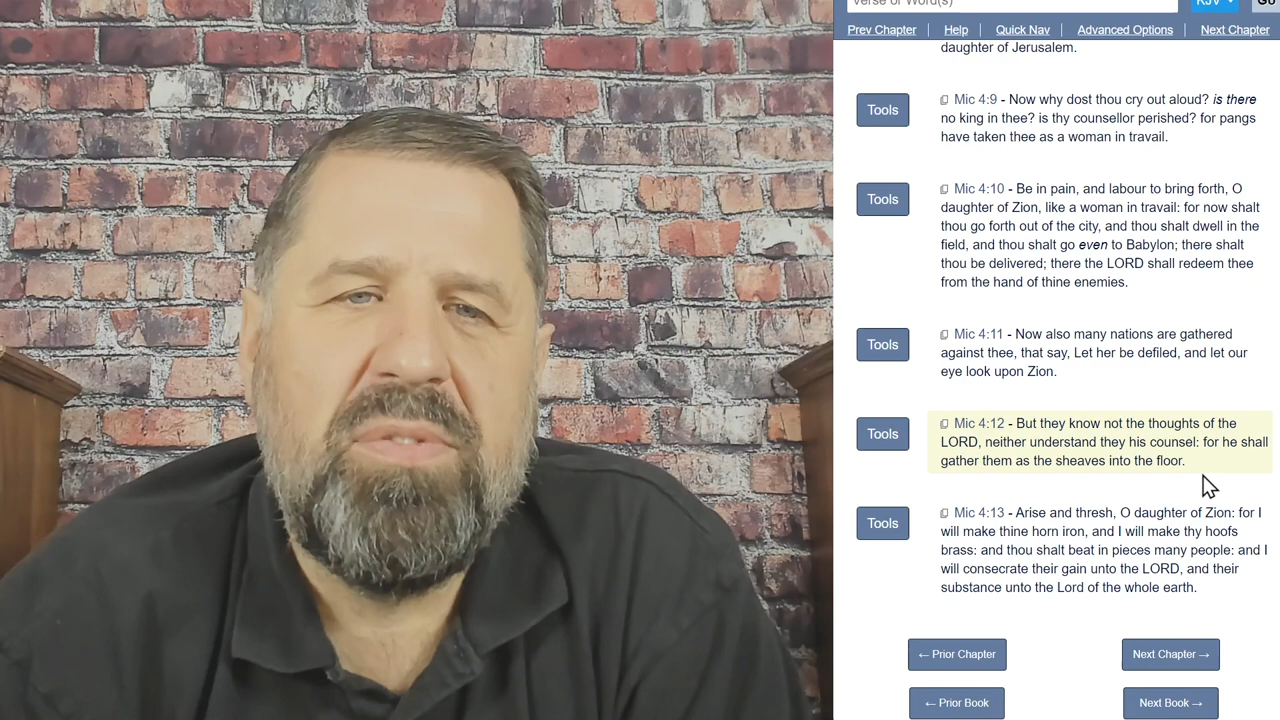 Verse or Word(s)
KJV
Go
Prev Chapter
Help
Quick Nav
Advanced Options
Next Chapter
daughter of Jerusalem.
Tools
Mic 4:9 - Now why dost thou cry out aloud? is there
no king in thee? is thy counsellor perished? for pangs
have taken thee as a woman in travail.
Tools
Mic 4:10 - Be in pain, and labour to bring forth, O
daughter of Zion, like a woman in travail: for now shalt
thou go forth out of the city, and thou shalt dwell in the
field, and thou shalt go even to Babylon; there shalt
thou be delivered; there the LORD shall redeem thee
from the hand of thine enemies.
Tools
Mic 4:11 - Now also many nations are gathered
against thee, that say, Let her be defiled, and let our
eye look upon Zion.
Tools
Mic 4:12 - But they know not the thoughts of the
LORD, neither understand they his counsel: for he shall
gather them as the sheaves into the floor.
Tools
Mic 4:13 - Arise and thresh, O daughter of Zion: for I
will make thine horn iron, and I will make thy hoofs
brass: and thou shalt beat in pieces many people: and I
will consecrate their gain unto the LORD, and their
substance unto the Lord of the whole earth.
← Prior Chapter
Next Chapter →
← Prior Book
Next Book →